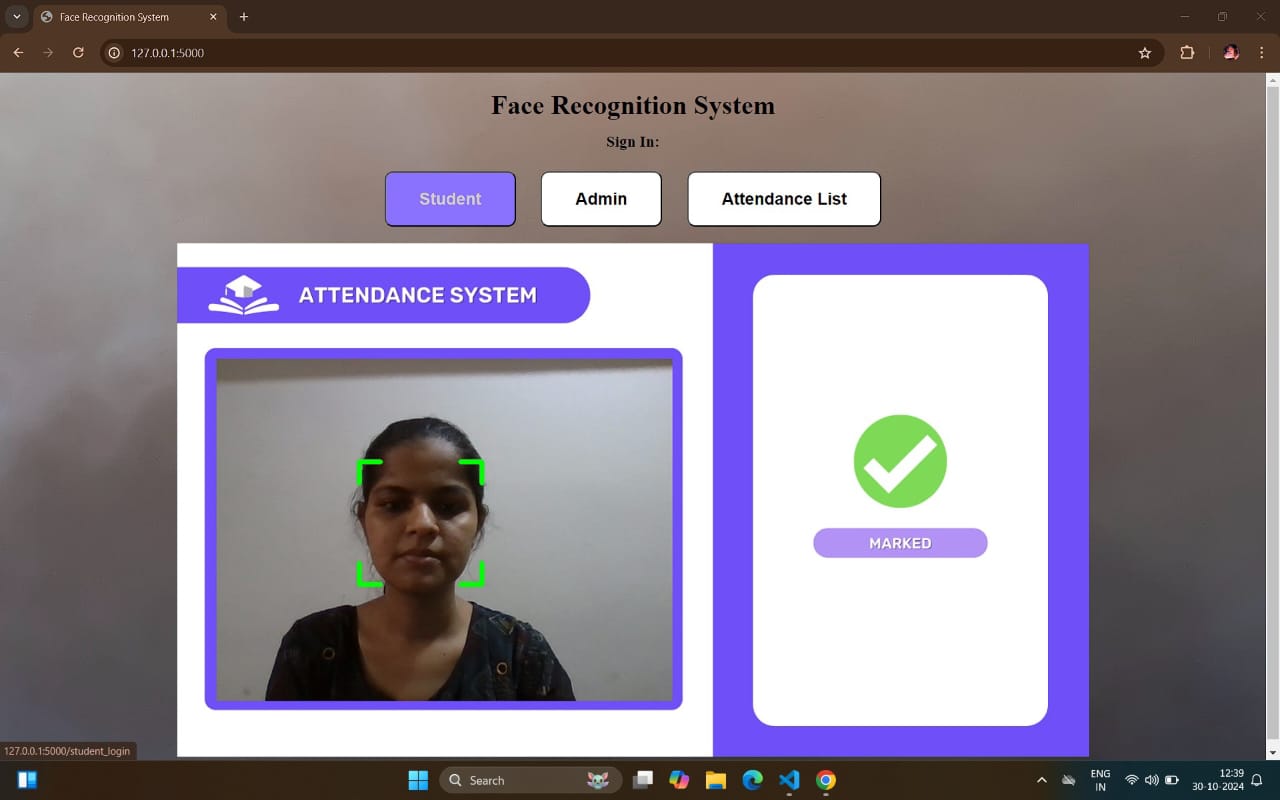 Face Recognition System
127.0.0.1:5000
Face Recognition System
Sign In:
Student
Admin
Attendance List
ATTENDANCE SYSTEM
MARKED
127.0.0.1:5000/student_login
Search
ENG
IN
12:39
30-10-2024